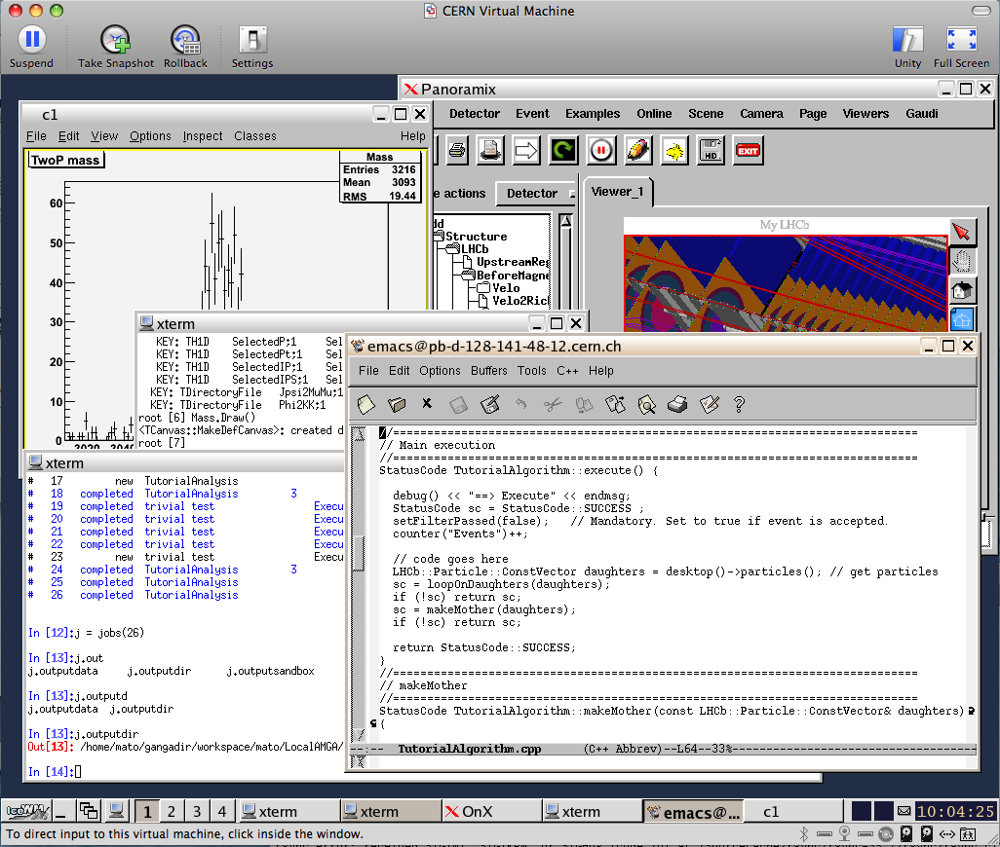 CERN Virtual Machine
Suspend
Take Snapshot
Rollback
Settings
Unity
Full Screen
Panoramix
Detector Event Examples Online Scene Camera Page Viewers Gaudi
HD.
EXIT
e actions
Detector
Viewer_1
My LHCb
Structure
LHCb
UpstreamReg
BeforeMagne
Velo
Velo2Ric
c1
File Edit View Options Inspect Classes Help
TwoP mass
Mass
Entries 3216
Mean 3093
RMS 19.44
60
50
40
30
20
10
0
3020 3040
xterm
KEY: TH1D SelectedP;1 Sel
KEY: TH1D SelectedPt;1 Sel
KEY: TH1D SelectedIP;1 Sel
KEY: TH1D SelectedIPS;1 Sel
KEY: TDirectoryFile Jpsi2MuMu;1
KEY: TDirectoryFile Phi2KK;1
root [6] Mass.Draw()
<TCanvas::MakeDefCanvas>: created d
root [7]
xterm
# 17 new TutorialAnalysis
# 18 completed TutorialAnalysis 3
# 19 completed trivial test Execu
# 20 completed trivial test Execu
# 21 completed trivial test Execu
# 22 completed trivial test Execu
# 23 new trivial test Execu
# 24 completed TutorialAnalysis 3
# 25 completed TutorialAnalysis
# 26 completed TutorialAnalysis
In [12]:j = jobs(26)
In [13]:j.out
j.outputdata j.outputdir j.outputsandbox
In [13]:j.outputd
j.outputdata j.outputdir
In [13]:j.outputdir
Out[13]: /home/mato/gangadir/workspace/mato/LocalAMGA/
In [14]:
emacs@pb-d-128-141-48-12.cern.ch
File Edit Options Buffers Tools C++ Help
//==============================================================================
// Main execution
//==============================================================================
StatusCode TutorialAlgorithm::execute() {
debug() << "==> Execute" << endmsg;
StatusCode sc = StatusCode::SUCCESS ;
setFilterPassed(false); // Mandatory. Set to true if event is accepted.
counter("Events")++;
// code goes here
LHCb::Particle::ConstVector daughters = desktop()->particles(); // get particles
sc = loopOnDaughters(daughters);
if (!sc) return sc;
sc = makeMother(daughters);
if (!sc) return sc;
return StatusCode::SUCCESS;
}
//==============================================================================
// makeMother
//==============================================================================
StatusCode TutorialAlgorithm::makeMother(const LHCb::Particle::ConstVector& daughters)
{
--:-- TutorialAlgorithm.cpp (C++ Abbrev)--L64--33%--
IceWM 1 2 3 4 xterm xterm OnX xterm emacs@... c1 10:04:25
To direct input to this virtual machine, click inside the window.